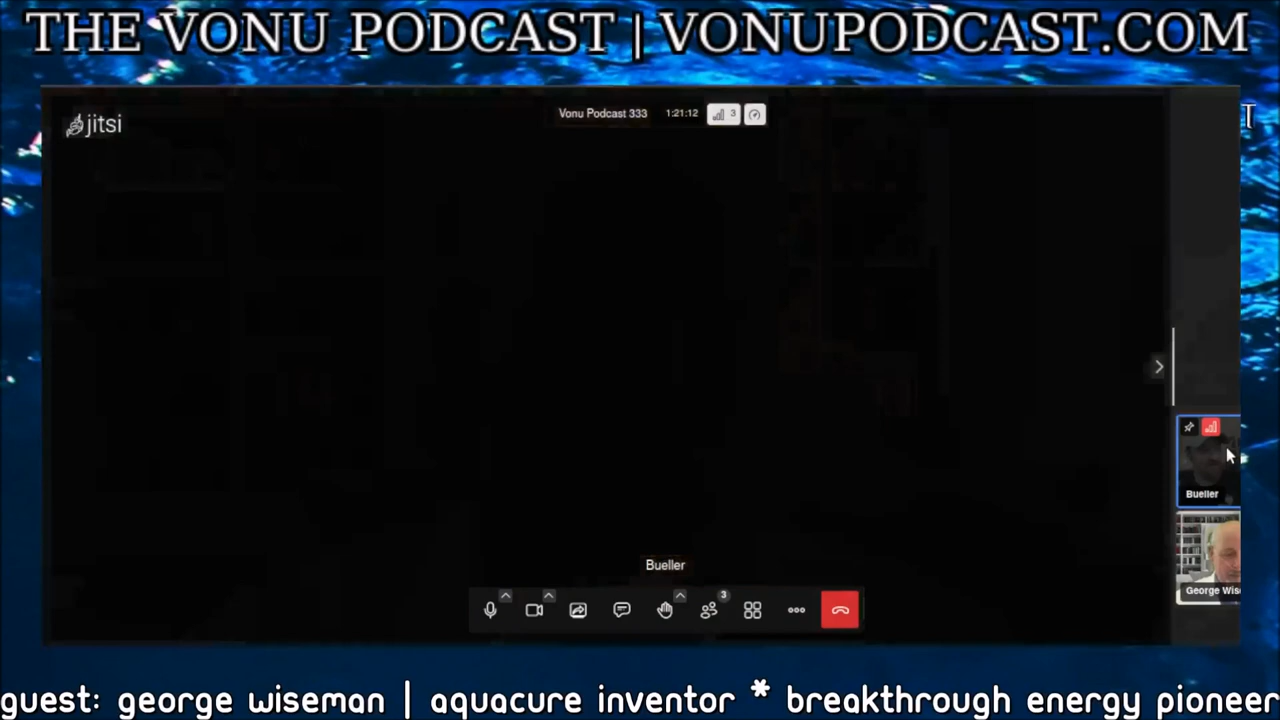 THE VONU PODCAST | VONUPODCAST.COM
T
jitsi
Vonu Podcast 333 1:21:12 3
Bueller
George Wise
Bueller
3
guest: george wiseman | aquacure inventor * breakthrough energy pioneer